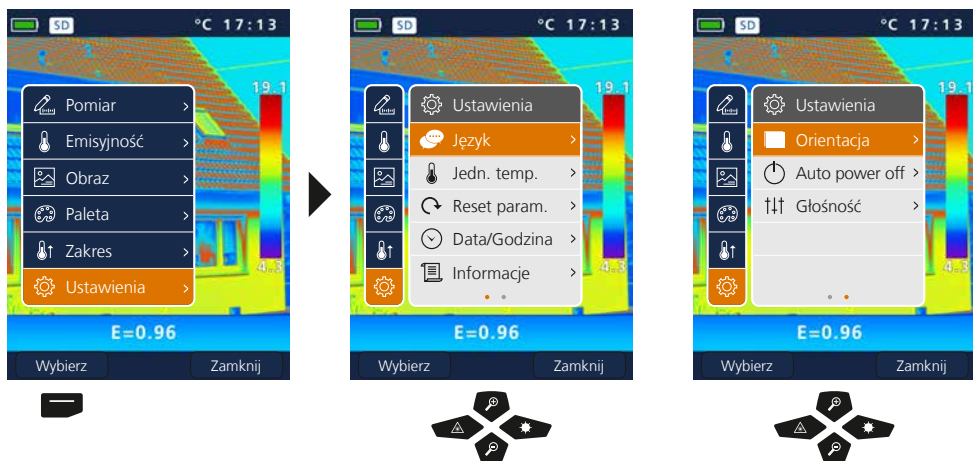 SD °C 17:13
19.1
Pomiar
Emisyjność
Obraz
Paleta
Zakres
Ustawienia
4.3
E=0.96
Wybierz Zamknij
SD °C 17:13
19.1
Ustawienia
Język
Jedn. temp.
Reset param.
Data/Godzina
Informacje
4.3
E=0.96
Wybierz Zamknij
SD °C 17:13
19.1
Ustawienia
Orientacja
Auto power off
Głośność
4.3
E=0.96
Wybierz Zamknij